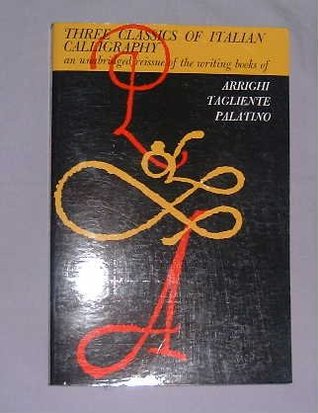 THREE CLASSICS OF ITALIAN
CALLIGRAPHY
an unabridged reissue of the writing books of
ARRIGHI
TAGLIENTE
PALATINO